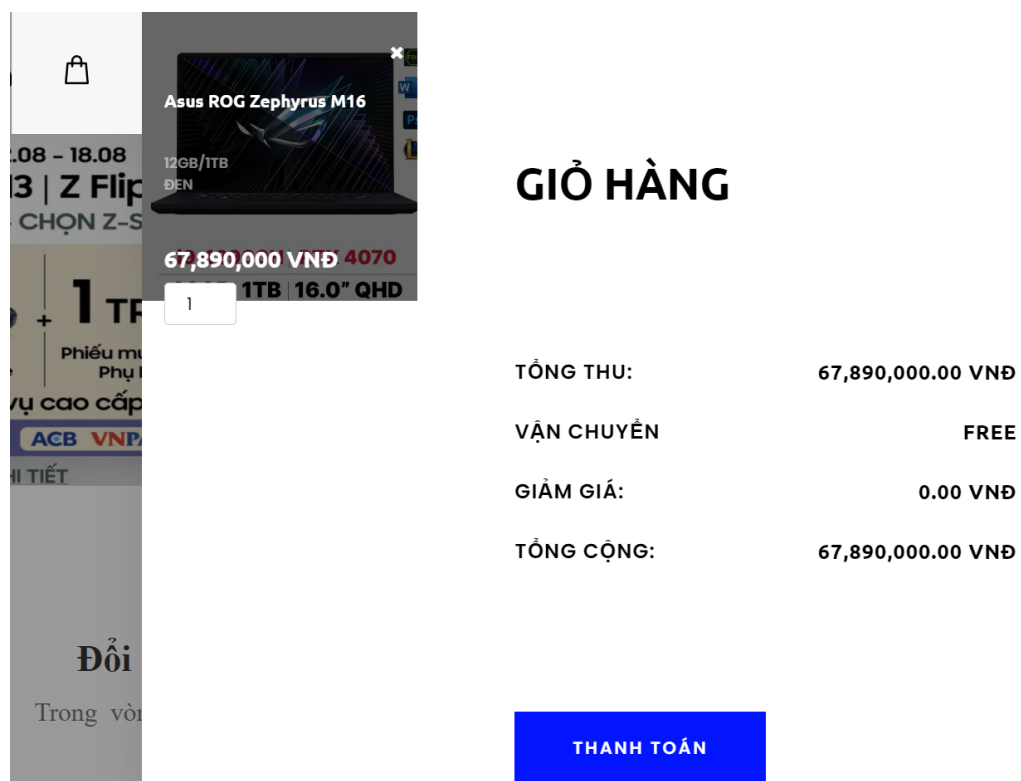 .08 - 18.08
3 | Z Flip
CHỌN Z-S
+ 1 TR
Phiếu mu
Phụ
vụ cao cấp
ACB VNPA
HI TIẾT
Đổi
Trong vòn
W
Asus ROG Zephyrus M16
12GB/1TB
ĐEN
4070
67,890,000 VNĐ
1TB | 16.0" QHD
1
GIỎ HÀNG
TỔNG THU: 67,890,000.00 VNĐ
VẬN CHUYỂN FREE
GIẢM GIÁ: 0.00 VNĐ
TỔNG CỘNG: 67,890,000.00 VNĐ
THANH TOÁN